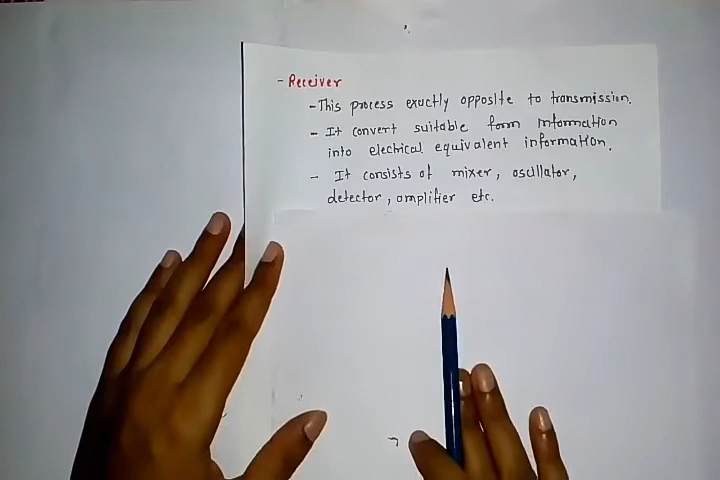 - Receiver
- This process exactly opposite to transmission.
- It convert suitable form information
into electrical equivalent information.
- It consists of mixer, oscillator,
detector, amplifier etc.